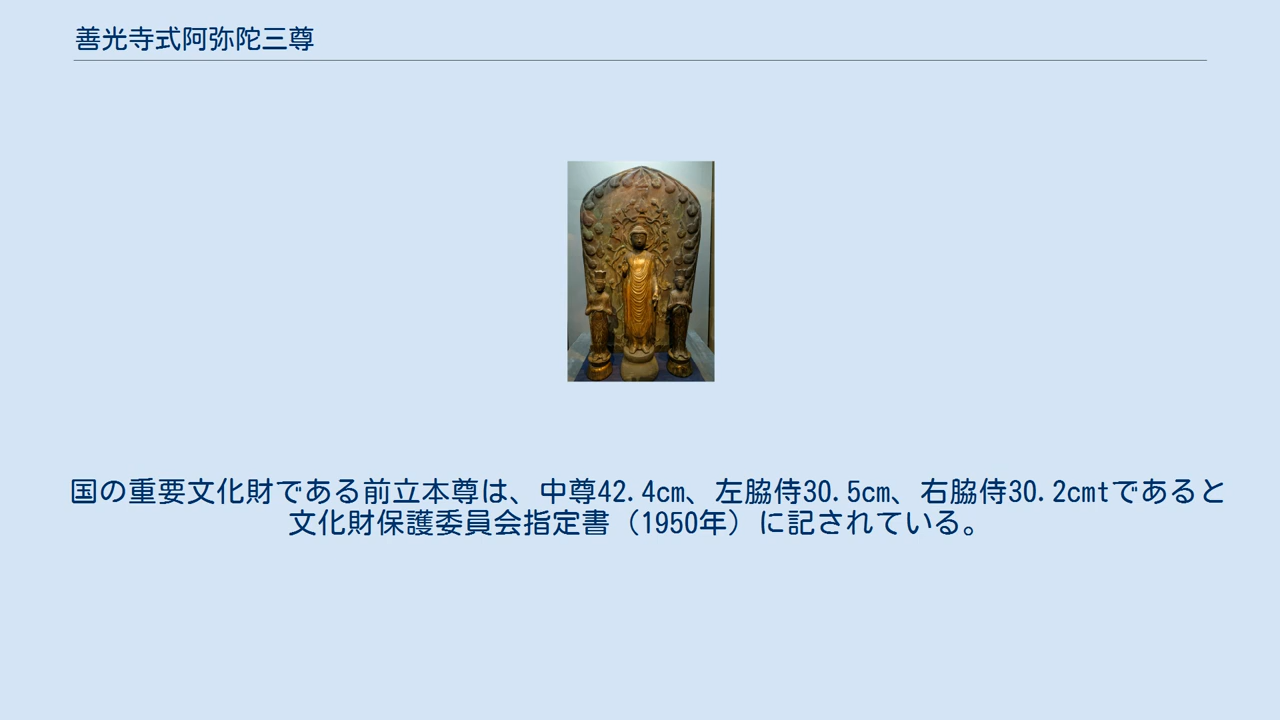 善光寺式阿弥陀三尊
国の重要文化財である前立本尊は、中尊42.4cm、左脇侍30.5cm、右脇侍30.2cmtであると
文化財保護委員会指定書（1950年）に記されている。